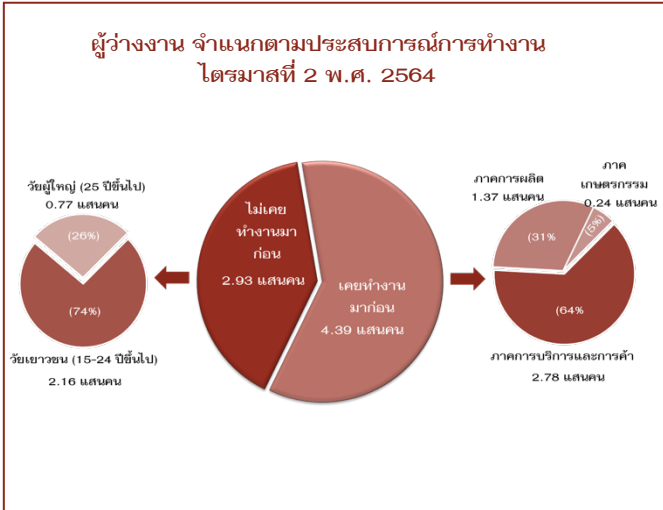 ผู้ว่างงาน จำแนกตามประสบการณ์การทำงาน
ไตรมาสที่ 2 พ.ศ. 2564
วัยผู้ใหญ่ (25 ปีขึ้นไป)
0.77 แสนคน
(26%)
(74%)
วัยเยาวชน (15-24 ปีขึ้นไป)
2.16 แสนคน
ไม่เคย
ทำงานมา
ก่อน
2.93 แสนคน
เคยทำงาน
มาก่อน
4.39 แสนคน
ภาคการผลิต
1.37 แสนคน
ภาค
เกษตรกรรม
0.24 แสนคน
(31%
(5%)
(64%)
ภาคการบริการและการค้า
2.78 แสนคน